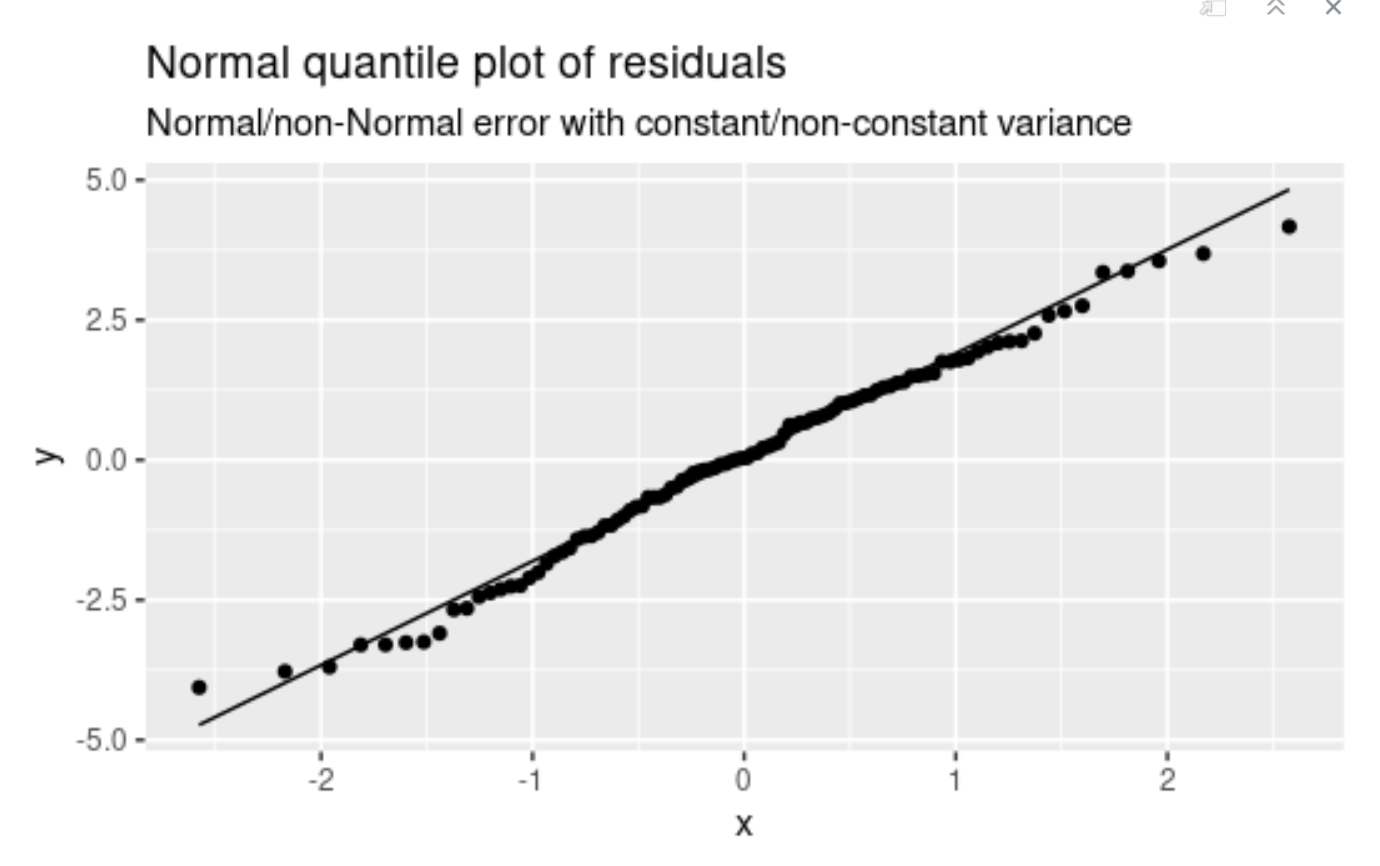 Normal quantile plot of residuals
Normal/non-Normal error with constant/non-constant variance
5.0
2.5
0.0
-2.5
-5.0
y
-2 -1 0 1 2
x